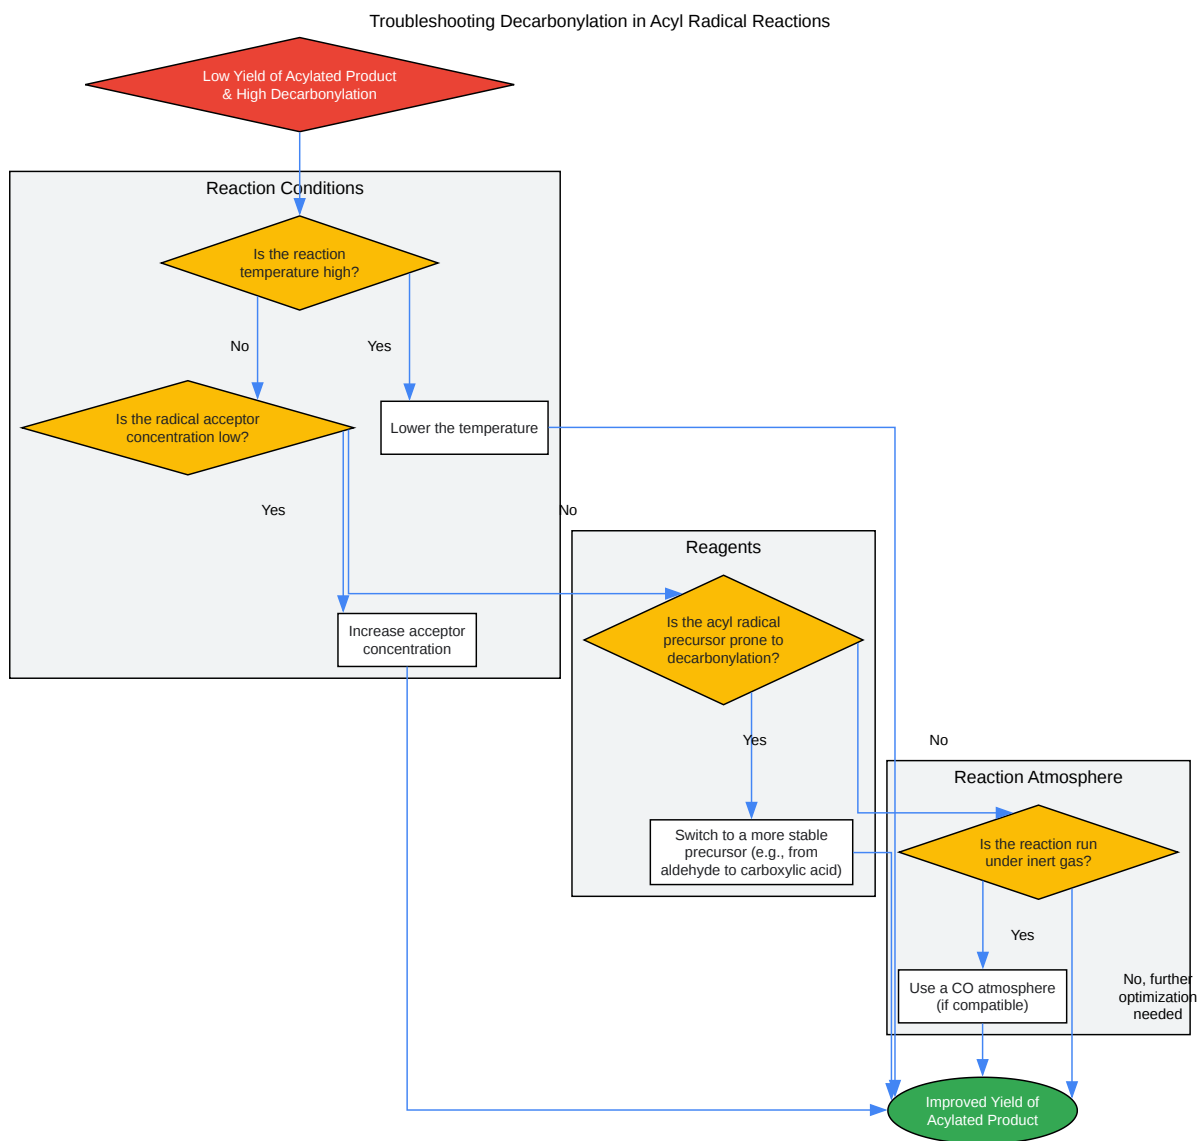 Troubleshooting Decarbonylation in Acyl Radical Reactions
Low Yield of Acylated Product
& High Decarbonylation
Reaction Conditions
Is the reaction
temperature high?
No
Yes
Is the radical acceptor
concentration low?
Lower the temperature
Yes
No
Reagents
Is the acyl radical
precursor prone to
decarbonylation?
Increase acceptor
concentration
Yes
No
Reaction Atmosphere
Switch to a more stable
precursor (e.g., from
aldehyde to carboxylic acid)
Is the reaction run
under inert gas?
Yes
No, further
optimization
needed
Use a CO atmosphere
(if compatible)
Improved Yield of
Acylated Product